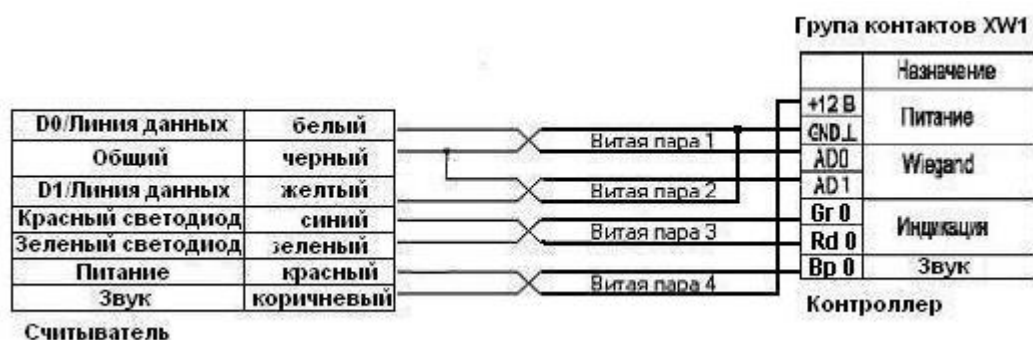 Група контактов XW1
Назначение
+12 В
Питание
GND⊥
AD0
Wiegand
AD1
Gr 0
Индикация
Rd 0
Bp 0
Звук
Контроллер
D0/Линия данных
белый
Общий
черный
D1/Линия данных
желтый
Красный светодиод
синий
Зеленый светодиод
зеленый
Питание
красный
Звук
коричневый
Считыватель
Витая пара 1
Витая пара 2
Витая пара 3
Витая пара 4